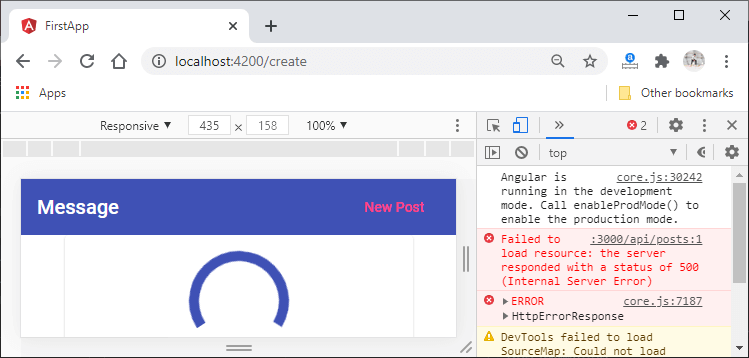 FirstApp
localhost:4200/create
Apps
Other bookmarks
Responsive 435 × 158 100%
2
top
Message
New Post
Angular is core.js:30242
running in the development
mode. Call enableProdMode() to
enable the production mode.
Failed to :3000/api/posts:1
load resource: the server
responded with a status of 500
(Internal Server Error)
ERROR core.js:7187
HttpErrorResponse
DevTools failed to load
SourceMap: Could not load